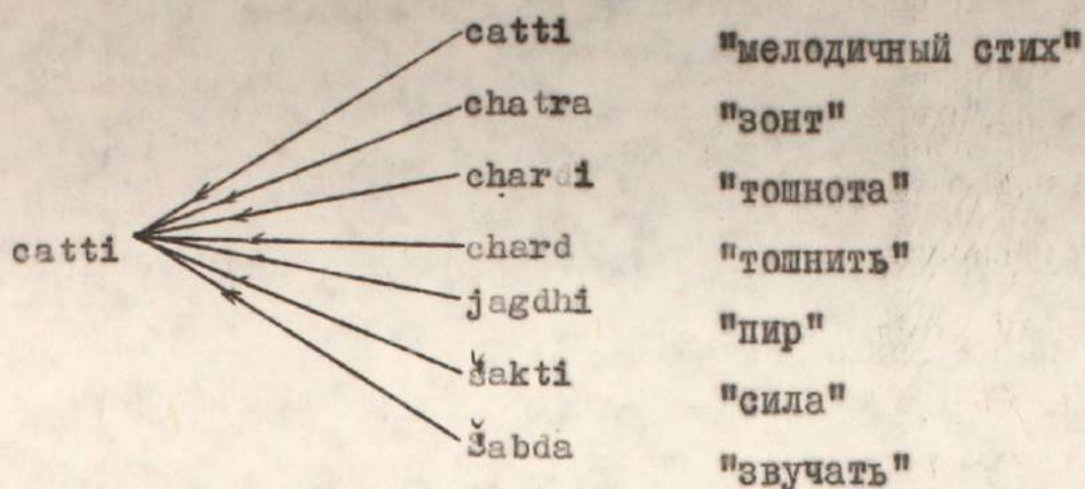 catti "мелодичный стих"
chatra "зонт"
chardi "тошнота"
catti chard "тошнить"
jagdhi "пир"
šakti "сила"
šabda "звучать"